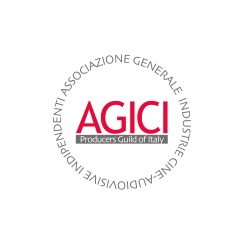 ASSOCIAZIONE GENERALE INDUSTRIE CINE-AUDIOVISIVE INDIPENDENTI
AGICI
Producers Guild of Italy